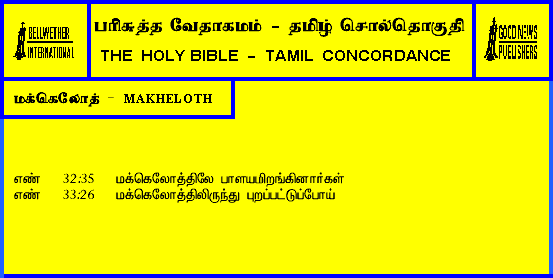 BELLWETHER
INTERNATIONAL
பரிசுத்த வேதாகமம் - தமிழ் சொல்தொகுதி
THE HOLY BIBLE - TAMIL CONCORDANCE
GOOD NEWS
PUBLISHERS
மக்கெலோத் - MAKHELOTH
எண் 32:35 மக்கெலோத்திலே பாளயமிறங்கினார்கள்
எண் 33:26 மக்கெலோத்திலிருந்து புறப்பட்டுப்போய்